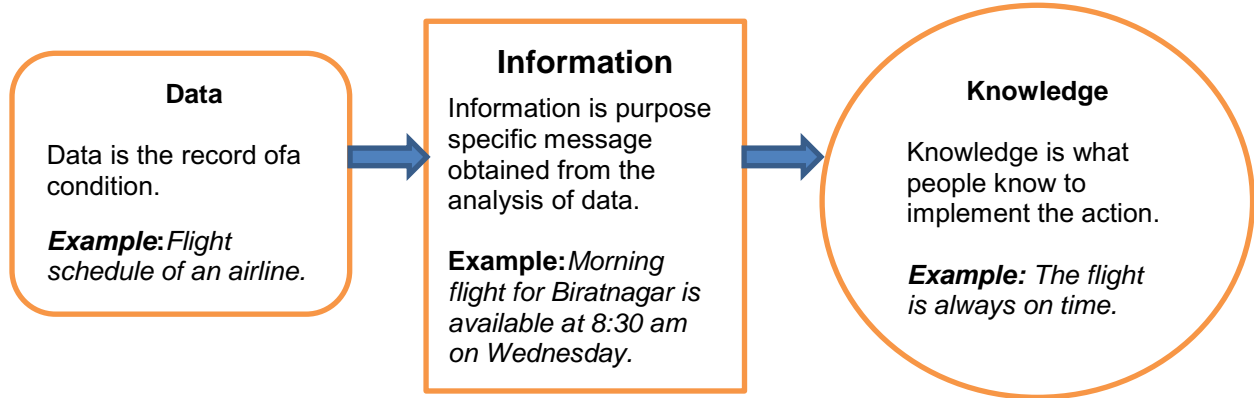 Data
Data is the record ofa
condition.
Example:Flight
schedule of an airline.
Information
Information is purpose
specific message
obtained from the
analysis of data.
Example:Morning
flight for Biratnagar is
available at 8:30 am
on Wednesday.
Knowledge
Knowledge is what
people know to
implement the action.
Example: The flight
is always on time.